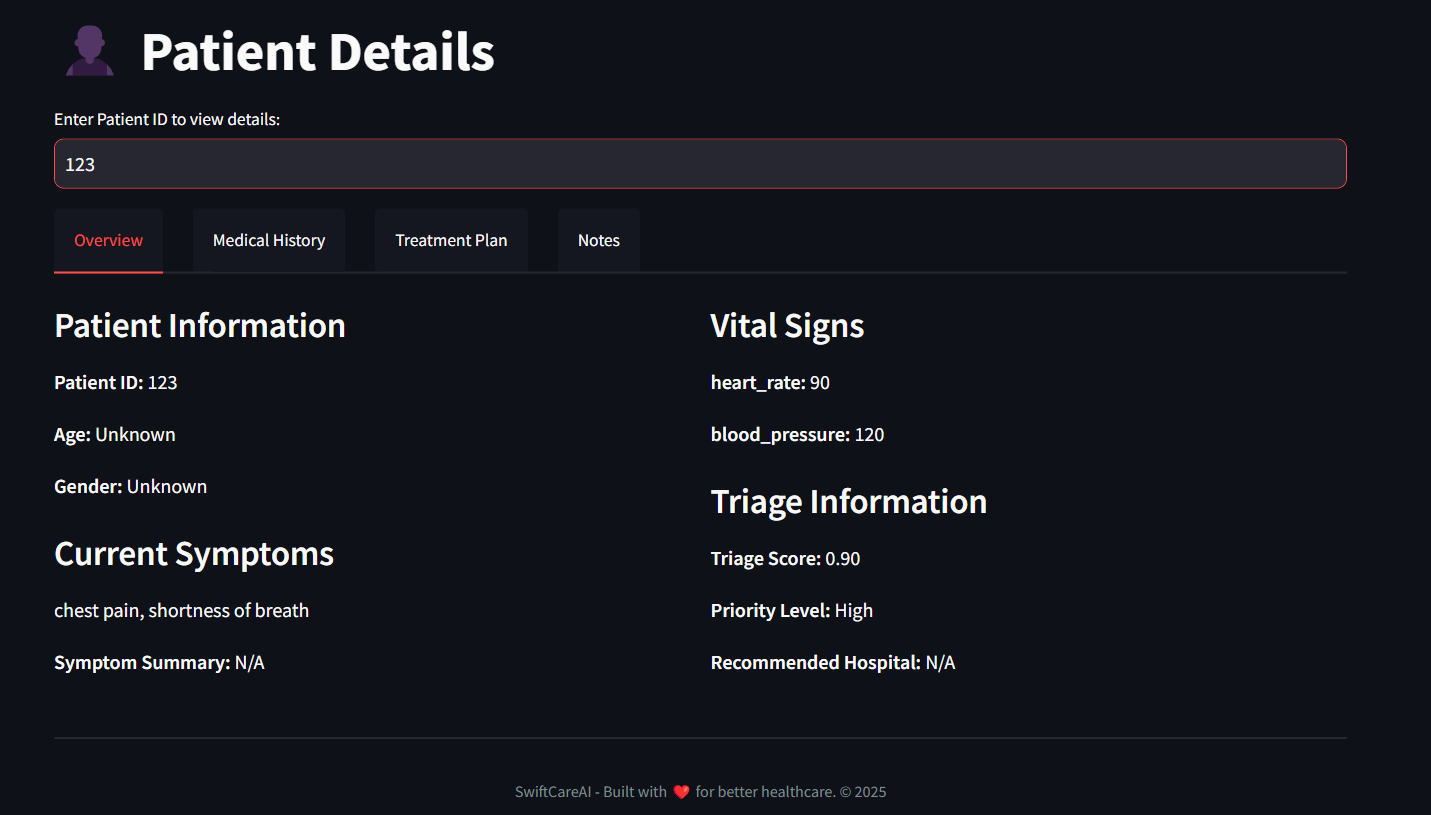 Patient Details
Enter Patient ID to view details:
123
Overview
Medical History
Treatment Plan
Notes
Patient Information
Patient ID: 123
Age: Unknown
Gender: Unknown
Current Symptoms
chest pain, shortness of breath
Symptom Summary: N/A
Vital Signs
heart_rate: 90
blood_pressure: 120
Triage Information
Triage Score: 0.90
Priority Level: High
Recommended Hospital: N/A
SwiftCareAI - Built with ❤️ for better healthcare. © 2025